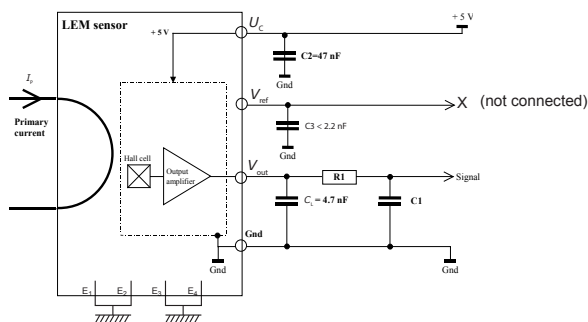 LEM sensor
U_C
+ 5 V
+ 5 V
C2=47 nF
Gnd
I_P
Primary
current
V_ref
X (not connected)
C3 < 2.2 nF
Gnd
Hall cell
Output
amplifier
V_out
R1
Signal
C_L = 4.7 nF
C1
Gnd
Gnd
Gnd
E_1 E_2 E_3 E_4